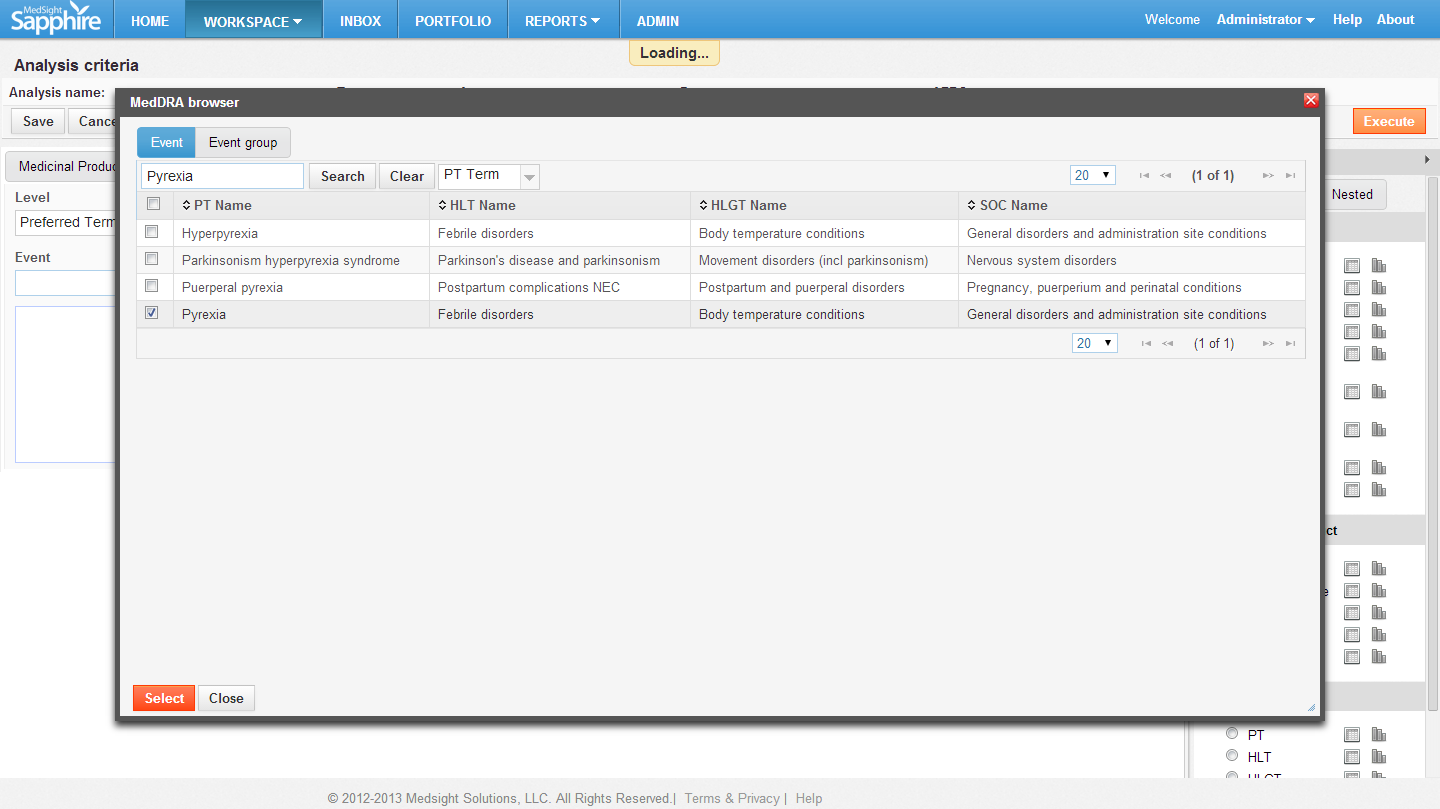 MedSight
Sapphire
HOME WORKSPACE INBOX PORTFOLIO REPORTS ADMIN Welcome Administrator Help About
Loading...
Analysis criteria
Analysis name:
Save Cance Execute
MedDRA browser
Event Event group
Medicinal Produc
Pyrexia Search Clear PT Term 20 (1 of 1)
Level Nested
PT Name HLT Name HLGT Name SOC Name
Preferred Term
Hyperpyrexia Febrile disorders Body temperature conditions General disorders and administration site conditions
Event
Parkinsonism hyperpyrexia syndrome Parkinson's disease and parkinsonism Movement disorders (incl parkinsonism) Nervous system disorders
Puerperal pyrexia Postpartum complications NEC Postpartum and puerperal disorders Pregnancy, puerperium and perinatal conditions
Pyrexia Febrile disorders Body temperature conditions General disorders and administration site conditions
20 (1 of 1)
ct
e
Select Close
PT
HLT
HLGT
© 2012-2013 Medsight Solutions, LLC. All Rights Reserved.| Terms & Privacy | Help